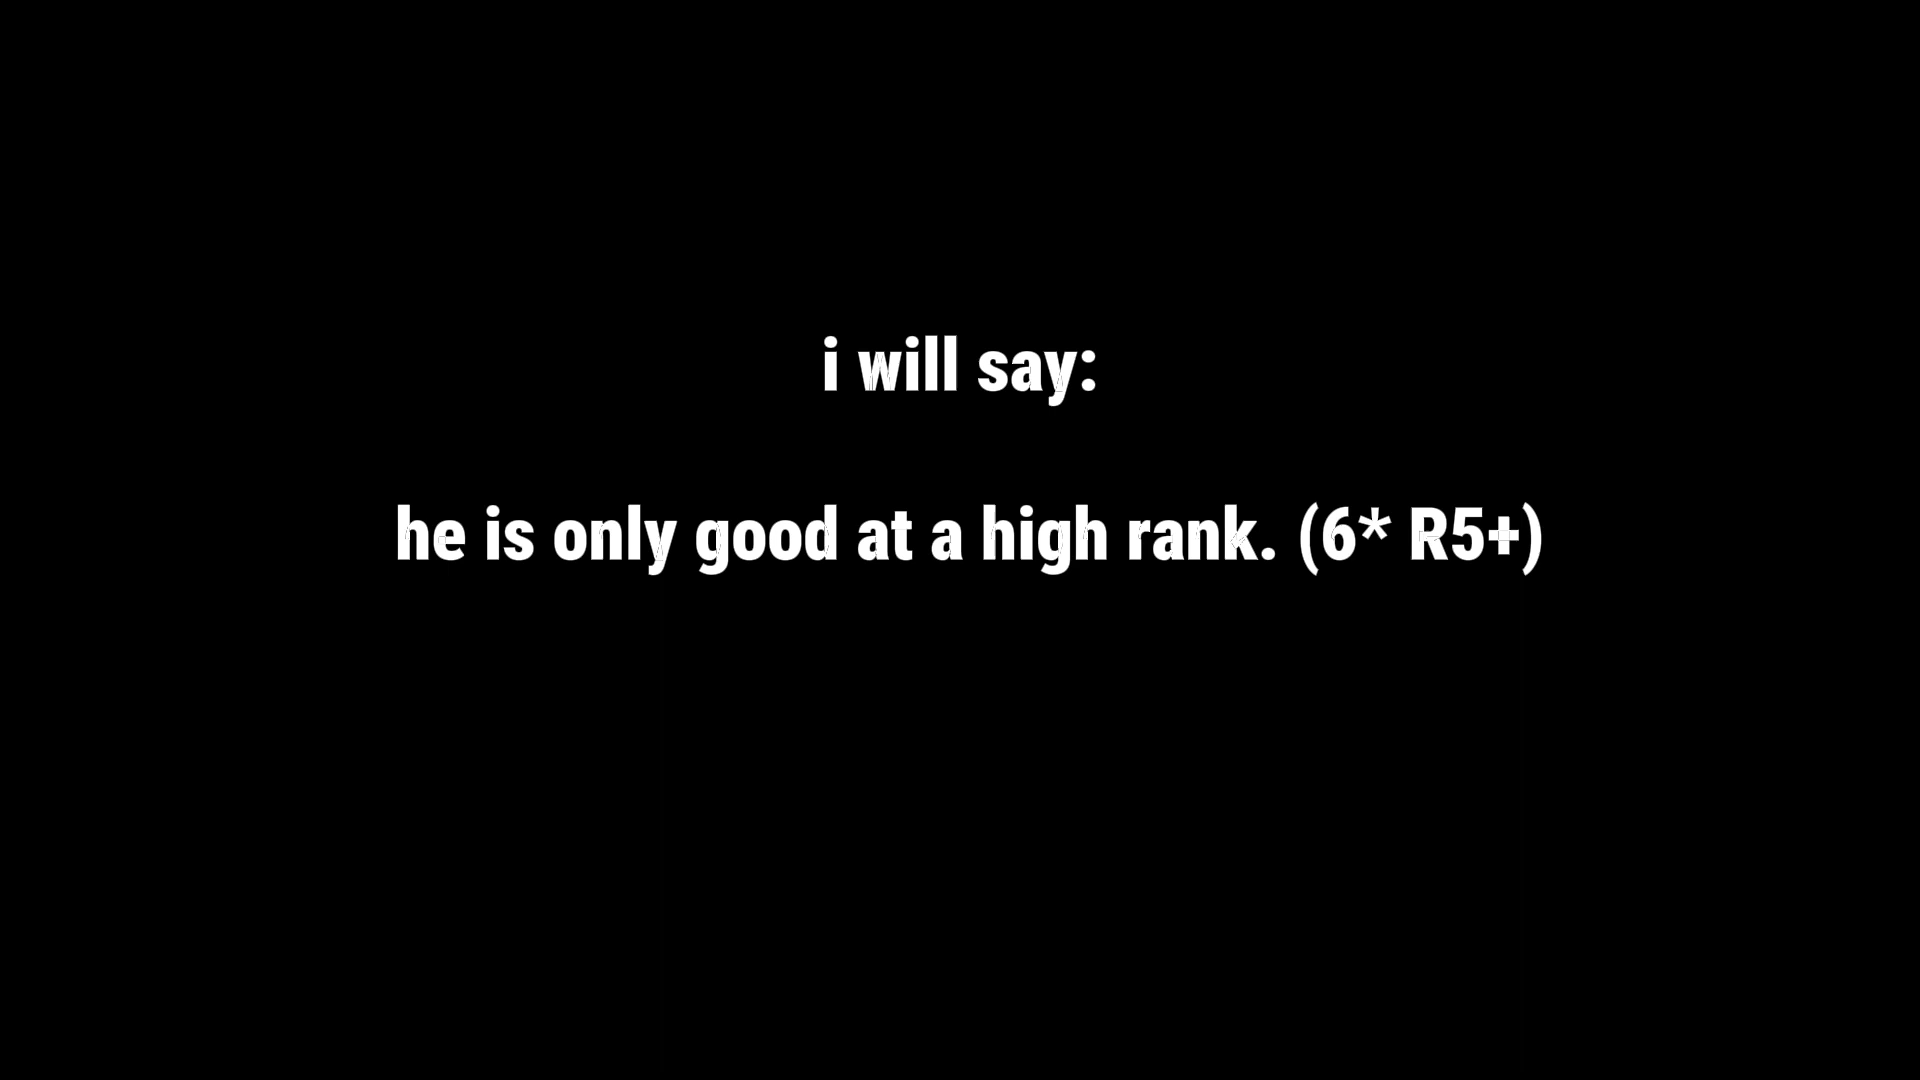 i will say:
he is only good at a high rank. (6* R5+)